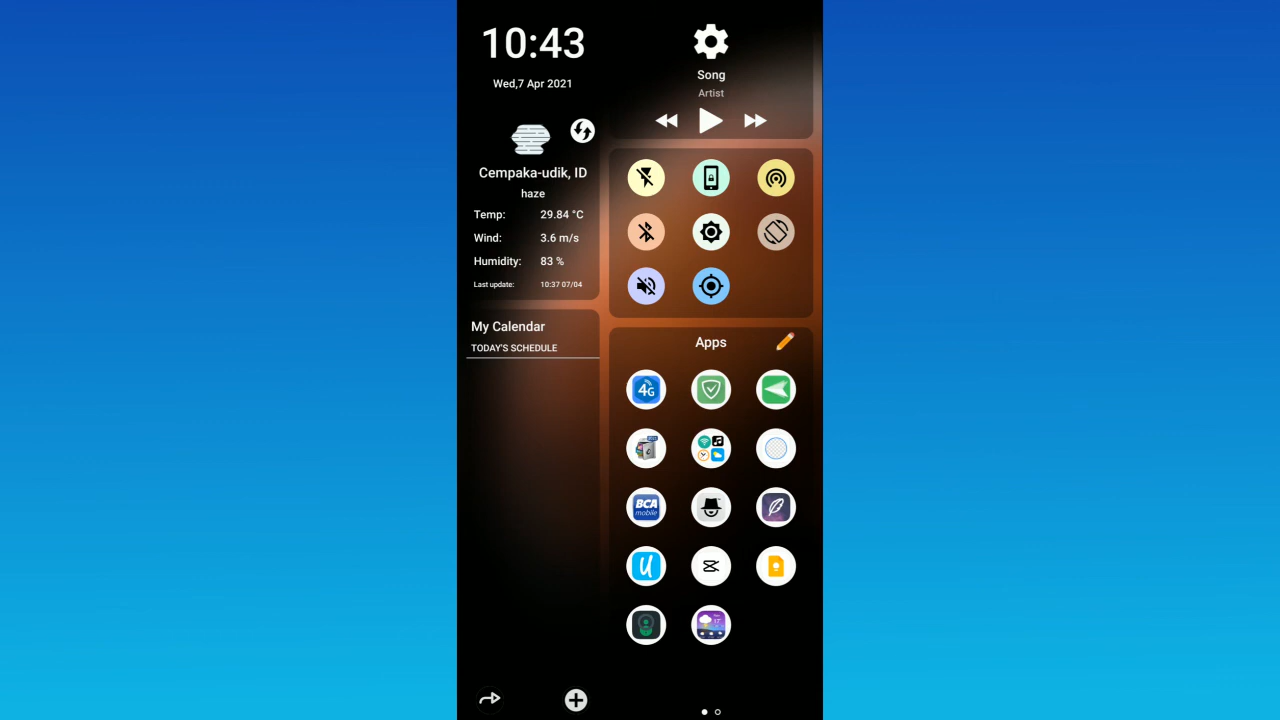 10:43
Wed,7 Apr 2021
Cempaka-udik, ID
haze
Temp: 29.84 °C
Wind: 3.6 m/s
Humidity: 83 %
Last update: 10:37 07/04
My Calendar
TODAY'S SCHEDULE
Song
Artist
Apps
4G
BCA
mobile
U
17°